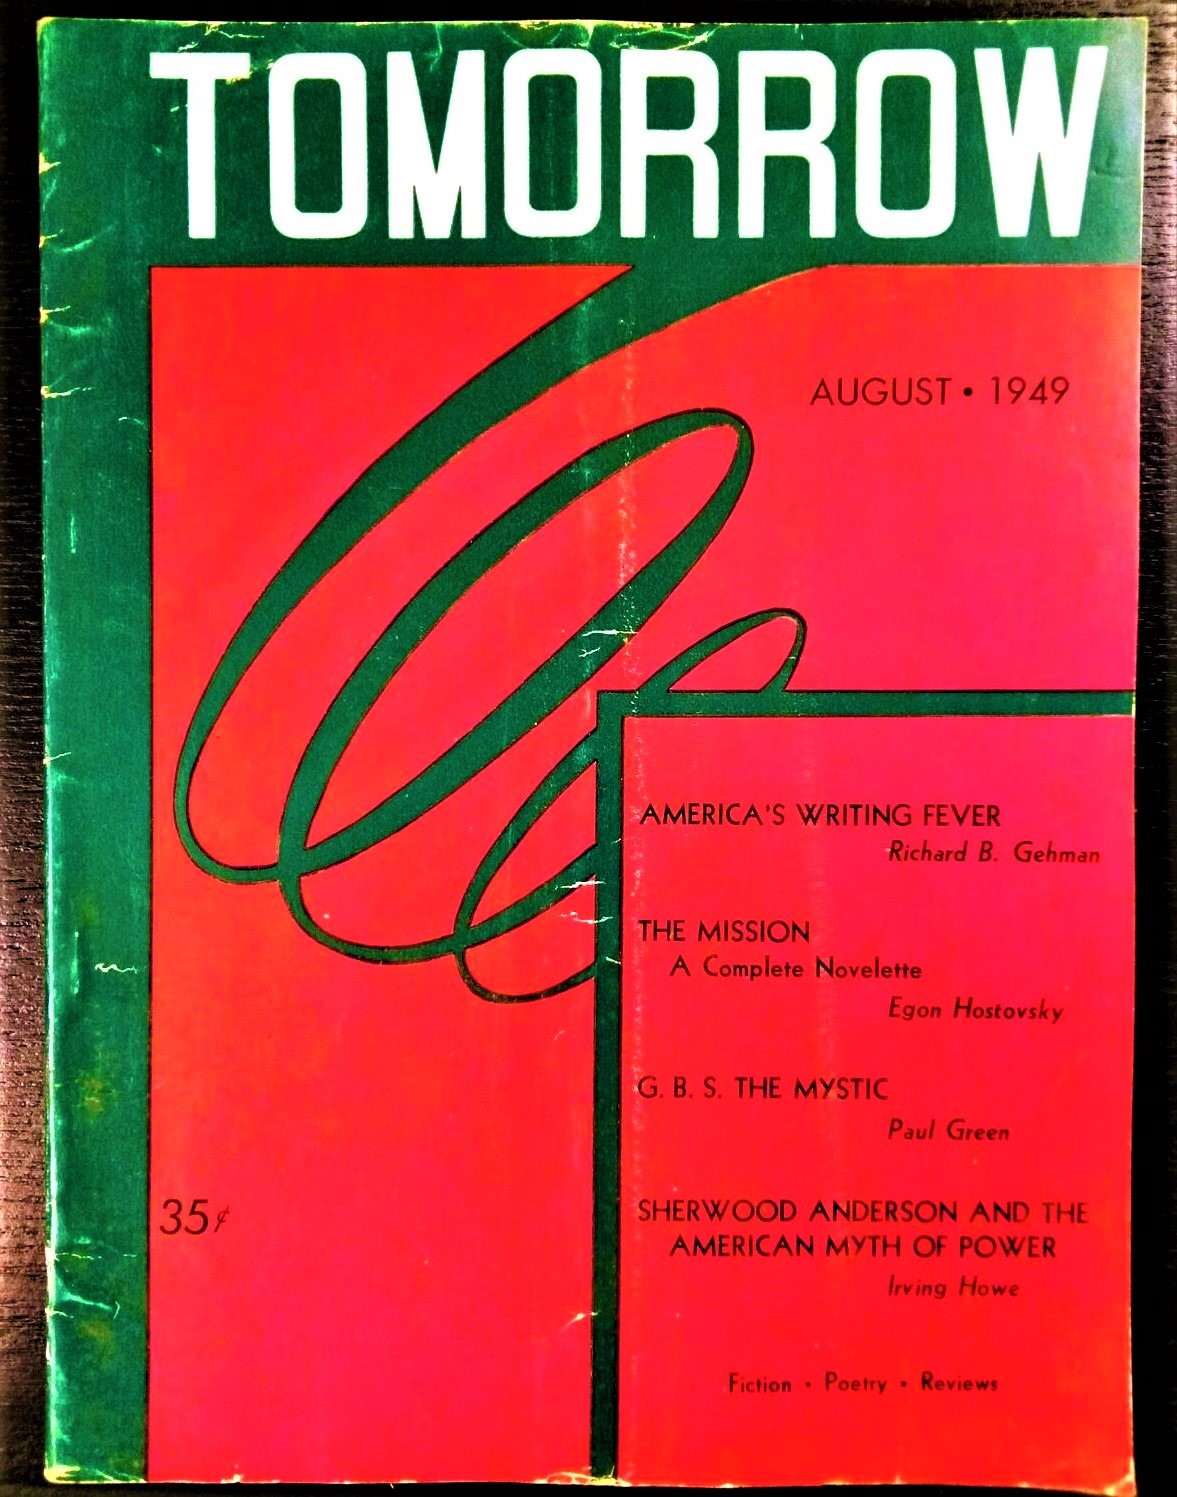 TOMORROW
AUGUST • 1949
AMERICA'S WRITING FEVER
Richard B. Gehman
THE MISSION
A Complete Novelette
Egon Hostovsky
G. B. S. THE MYSTIC
Paul Green
35¢
SHERWOOD ANDERSON AND THE
AMERICAN MYTH OF POWER
Irving Howe
Fiction • Poetry • Reviews